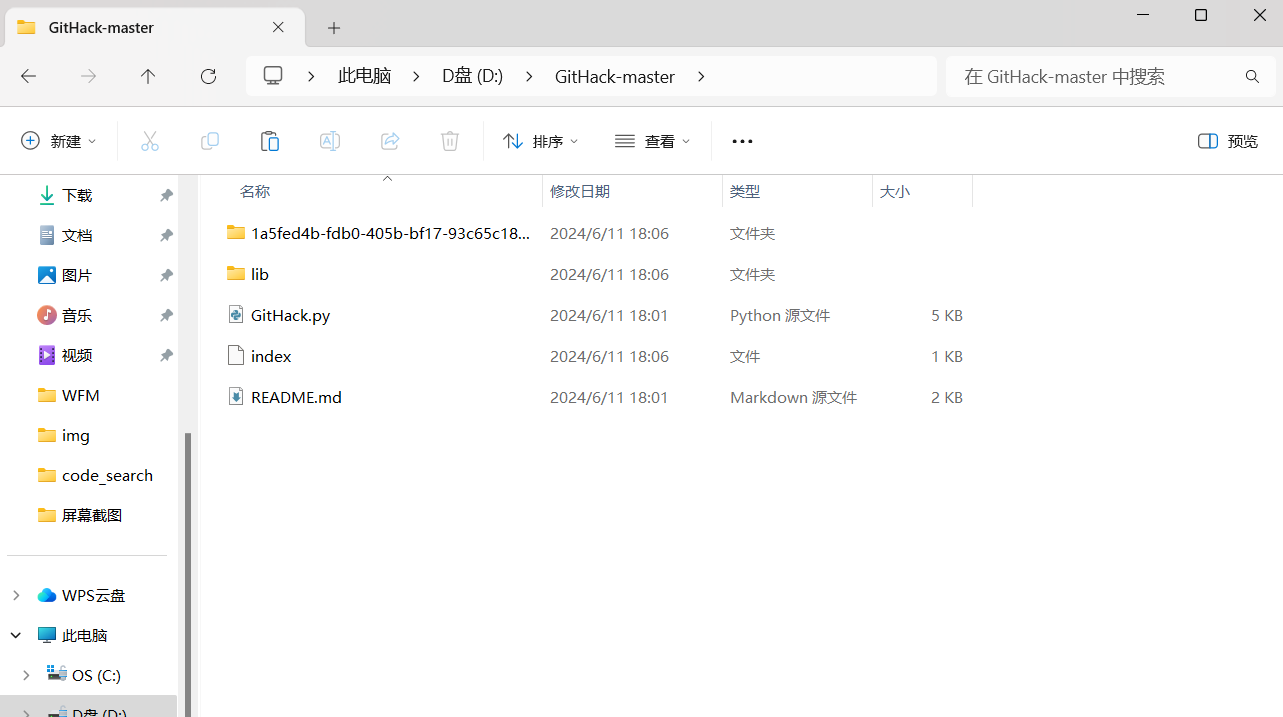 GitHack-master
此电脑 D盘 (D:) GitHack-master
在 GitHack-master 中搜索
新建 排序 查看 预览
名称 修改日期 类型 大小
下载
文档
图片
音乐
视频
WFM
img
code_search
屏幕截图
WPS云盘
此电脑
OS (C:)
D盘 (D:)
1a5fed4b-fdb0-405b-bf17-93c65c18... 2024/6/11 18:06 文件夹
lib 2024/6/11 18:06 文件夹
GitHack.py 2024/6/11 18:01 Python 源文件 5 KB
index 2024/6/11 18:06 文件 1 KB
README.md 2024/6/11 18:01 Markdown 源文件 2 KB